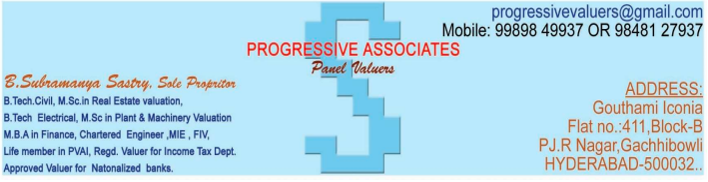 progressivevaluers@gmail.com
Mobile: 99898 49937 OR 98481 27937
PROGRESSIVE ASSOCIATES
Panel Valuers
B.Subramanya Sastry, Sole Propritor
B.Tech.Civil, M.Sc.in Real Estate valuation,
B.Tech Electrical, M.Sc in Plant & Machinery Valuation
M.B.A in Finance, Chartered Engineer ,MIE , FIV,
Life member in PVAI, Regd. Valuer for Income Tax Dept.
Approved Valuer for Natonalized banks.
ADDRESS:
Gouthami Iconia
Flat no.:411,Block-B
PJ.R Nagar,Gachhibowli
HYDERABAD-500032..